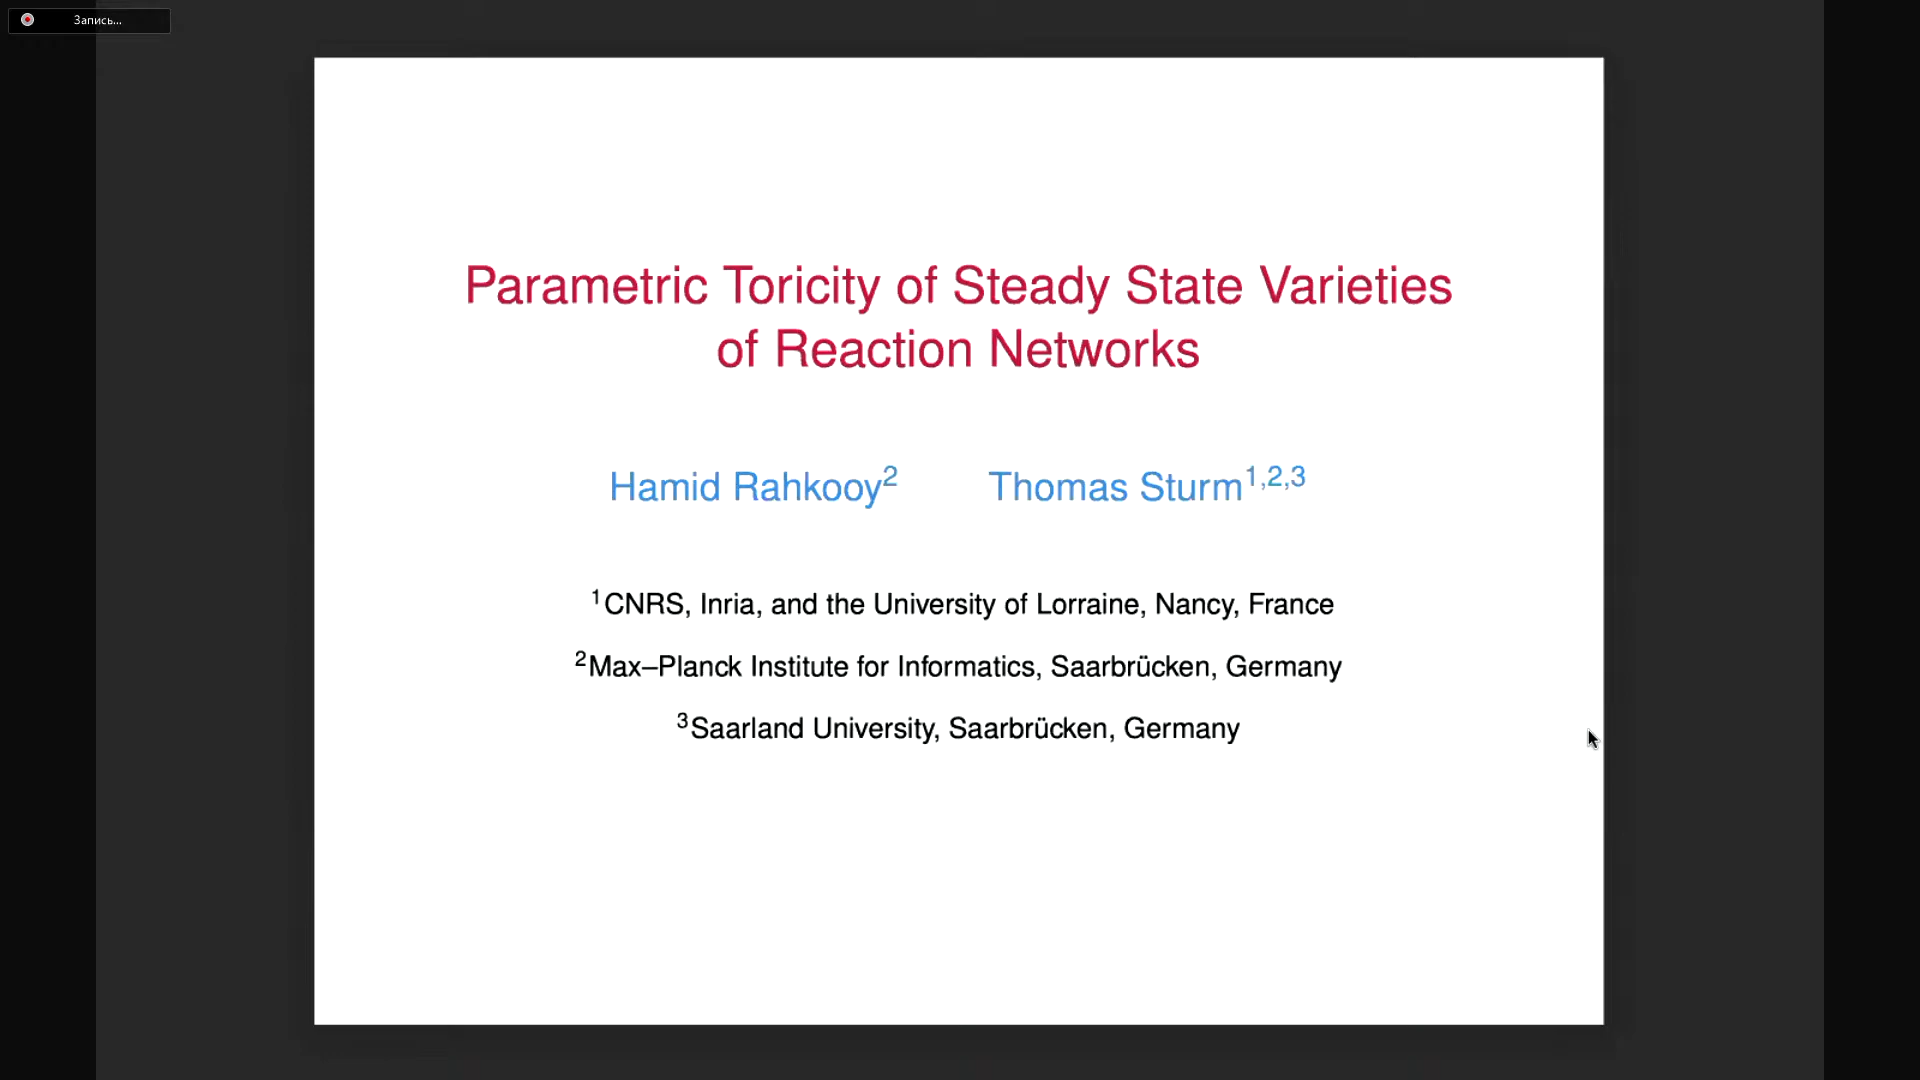 Запись...
Parametric Toricity of Steady State Varieties
of Reaction Networks
Hamid Rahkooy² Thomas Sturm¹,²,³
¹CNRS, Inria, and the University of Lorraine, Nancy, France
²Max–Planck Institute for Informatics, Saarbrücken, Germany
³Saarland University, Saarbrücken, Germany